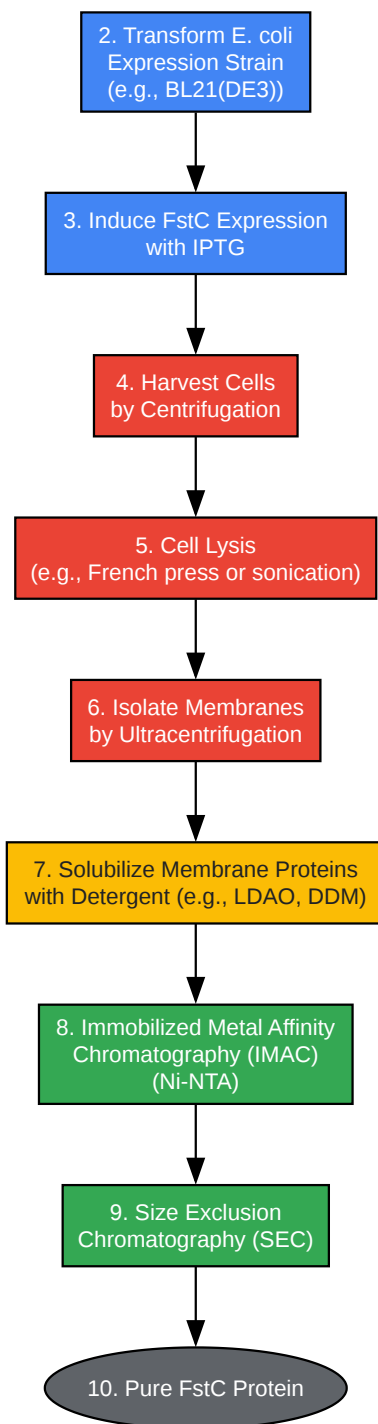 2. Transform E. coli
Expression Strain
(e.g., BL21(DE3))
3. Induce FstC Expression
with IPTG
4. Harvest Cells
by Centrifugation
5. Cell Lysis
(e.g., French press or sonication)
6. Isolate Membranes
by Ultracentrifugation
7. Solubilize Membrane Proteins
with Detergent (e.g., LDAO, DDM)
8. Immobilized Metal Affinity
Chromatography (IMAC)
(Ni-NTA)
9. Size Exclusion
Chromatography (SEC)
10. Pure FstC Protein